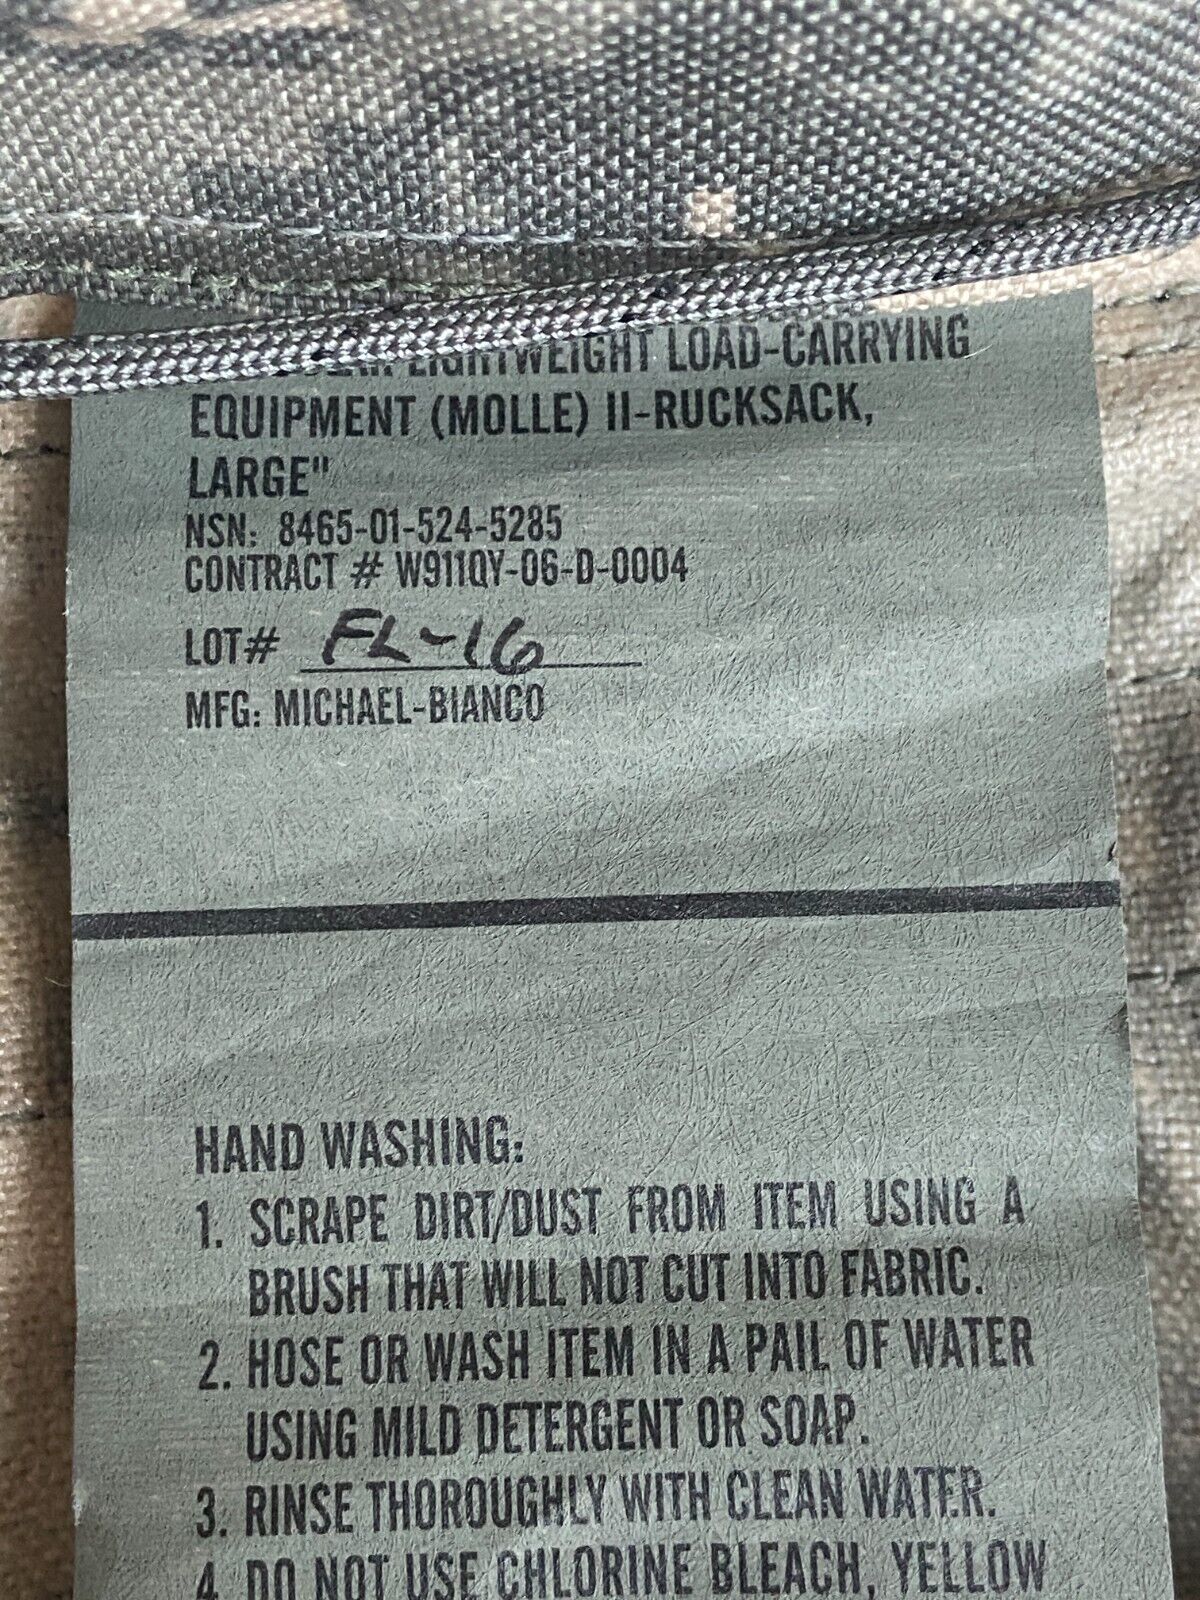 LIGHTWEIGHT LOAD-CARRYING
EQUIPMENT (MOLLE) II-RUCKSACK,
LARGE"
NSN: 8465-01-524-5285
CONTRACT # W911QY-06-D-0004
LOT# FL-16
MFG: MICHAEL-BIANCO
HAND WASHING:
1. SCRAPE DIRT/DUST FROM ITEM USING A
BRUSH THAT WILL NOT CUT INTO FABRIC.
2. HOSE OR WASH ITEM IN A PAIL OF WATER
USING MILD DETERGENT OR SOAP.
3. RINSE THOROUGHLY WITH CLEAN WATER.
4. DO NOT USE CHLORINE BLEACH, YELLOW